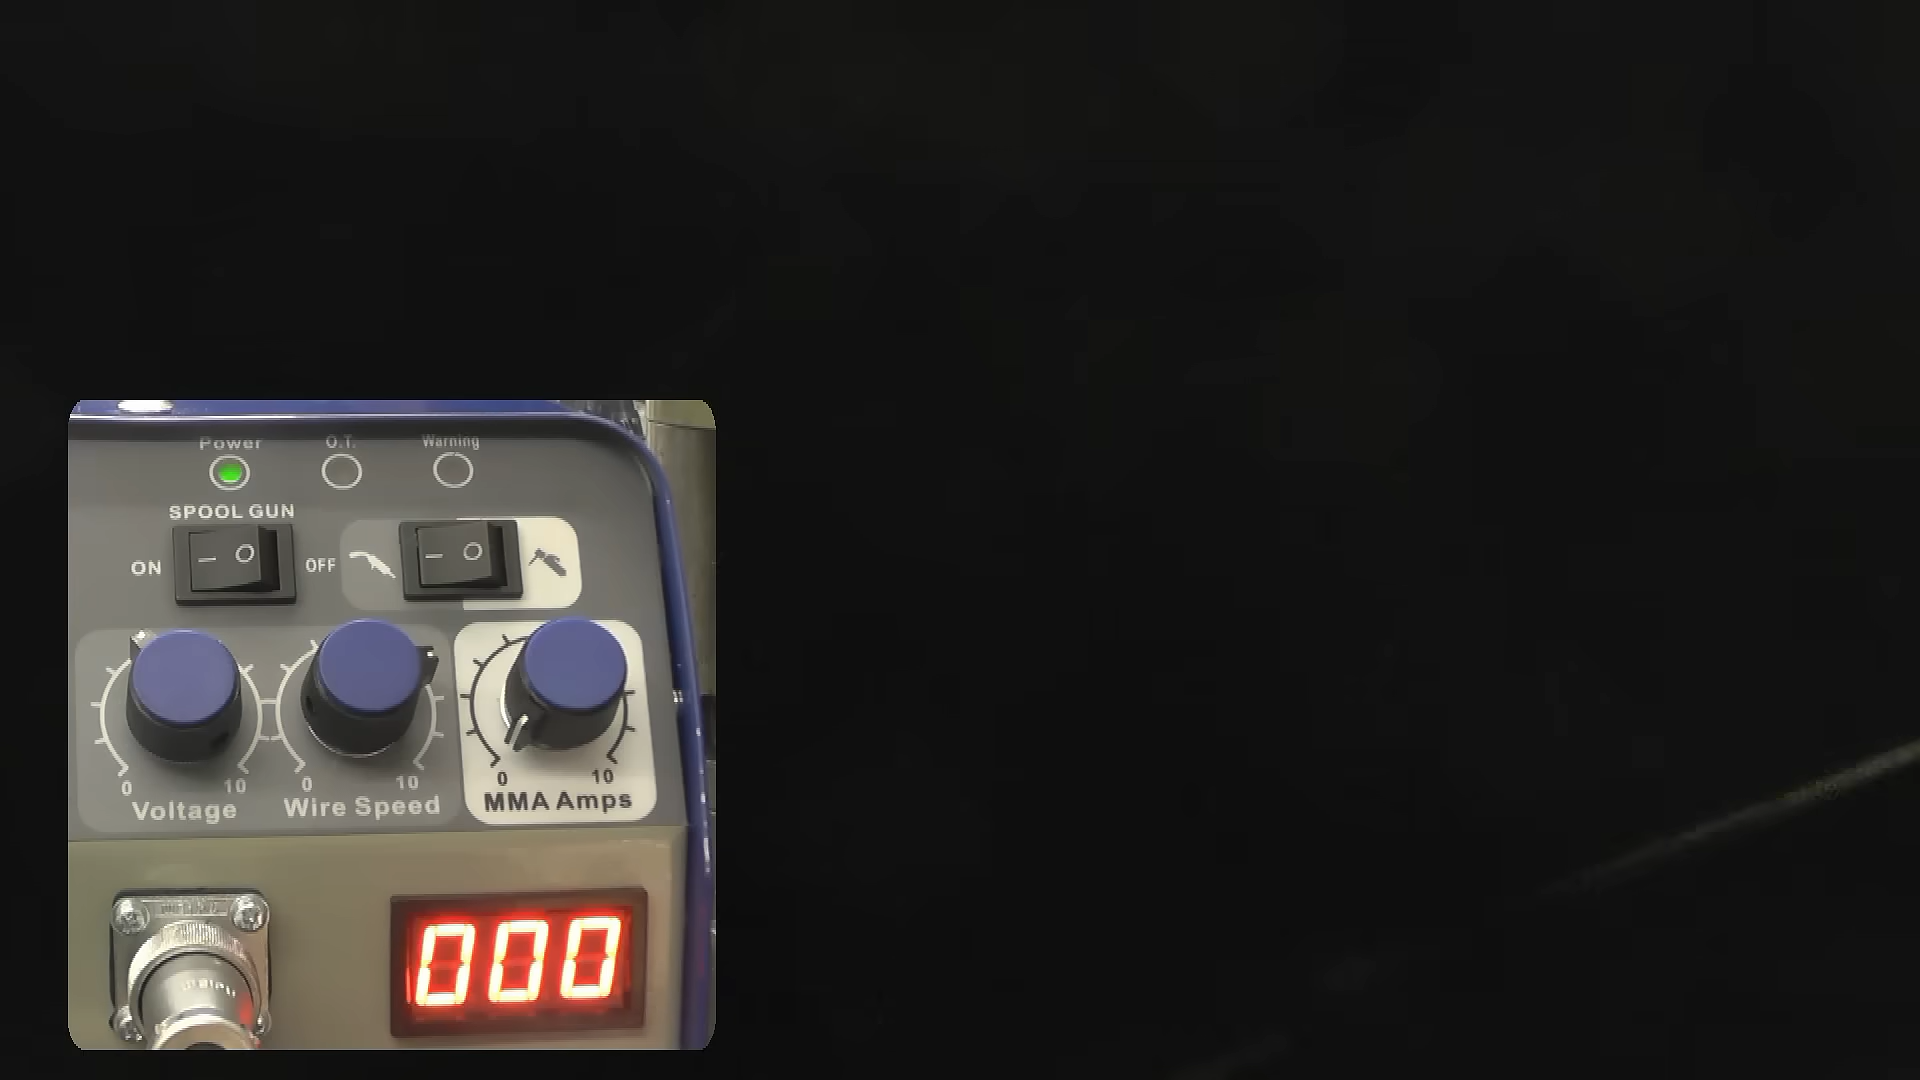 Power O.T. Warning
SPOOL GUN
ON – O OFF – O
0 10 0 10 0 10
Voltage Wire Speed MMA Amps
000